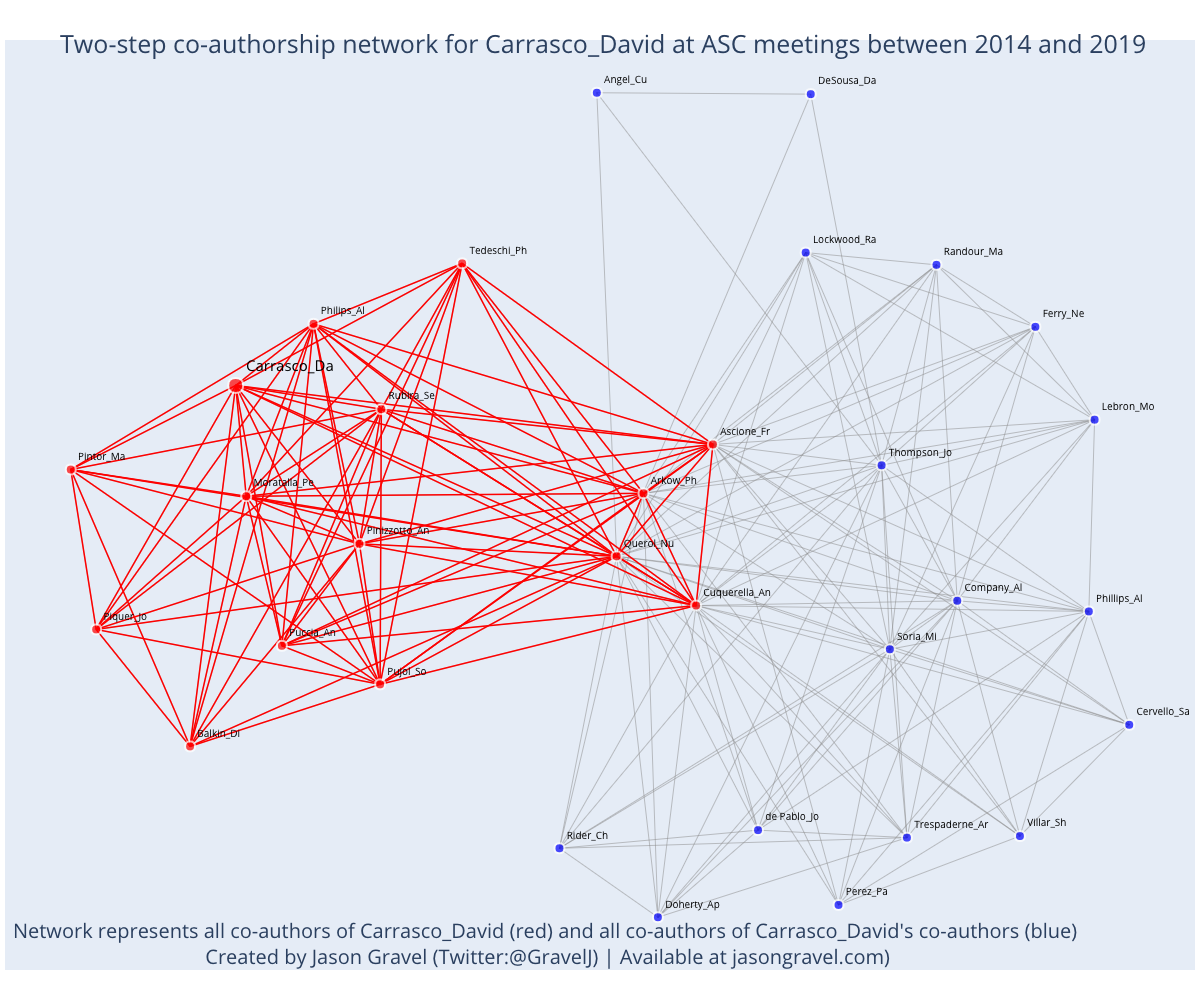 Two-step co-authorship network for Carrasco_David at ASC meetings between 2014 and 2019
Angel_Cu
DeSousa_Da
Lockwood_Ra
Randour_Ma
Tedeschi_Ph
Philips_Al
Ferry_Ne
Carrasco_Da
Rubira_Se
Lebron_Mo
Ascione_Fr
Pintor_Ma
Thompson_Jo
Moratalla_Pe
Arkow_Ph
Pinizzotto_An
Querol_Nu
Cuquerella_An
Company_Al
Phillips_Al
Piquer_Jo
Puccia_An
Soria_Mi
Pujol_So
Cervello_Sa
Balkin_Di
de Pablo_Jo
Trespaderne_Ar
Villar_Sh
Rider_Ch
Perez_Pa
Doherty_Ap
Network represents all co-authors of Carrasco_David (red) and all co-authors of Carrasco_David's co-authors (blue)
Created by Jason Gravel (Twitter:@GravelJ) | Available at jasongravel.com)